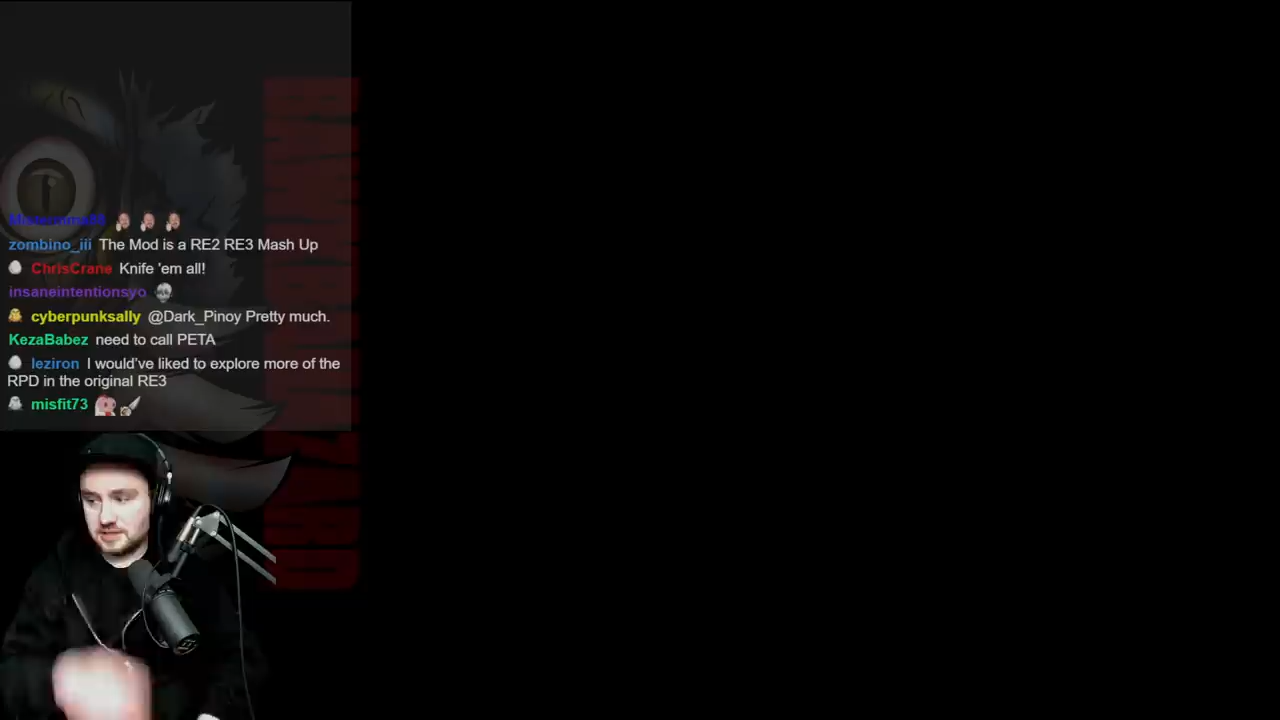 zombino_iii The Mod is a RE2 RE3 Mash Up
ChrisCrane Knife 'em all!
insaneintentionsyo
cyberpunksally @Dark_Pinoy Pretty much.
KezaBabez need to call PETA
leziron I would've liked to explore more of the
RPD in the original RE3
misfit73